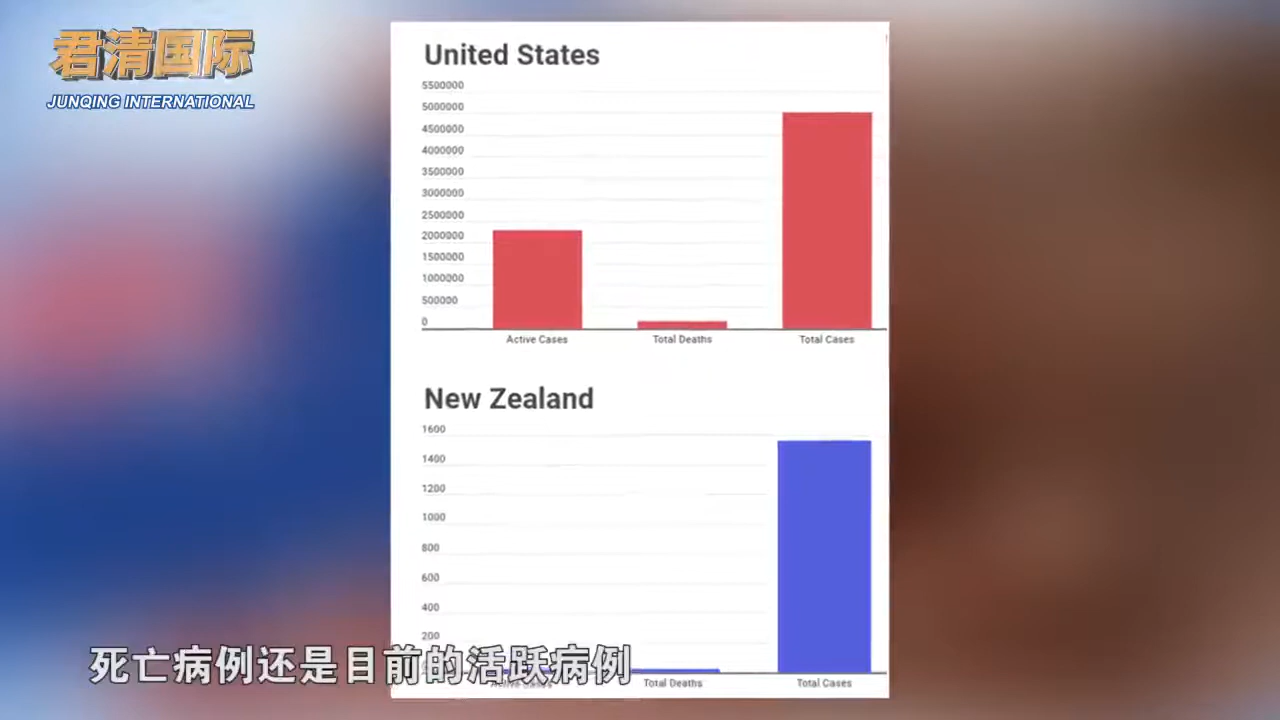 君清国际
JUNQING INTERNATIONAL
United States
5500000
5000000
4500000
4000000
3500000
3000000
2500000
2000000
1500000
1000000
500000
0
Active Cases Total Deaths Total Cases
New Zealand
1600
1400
1200
1000
800
600
400
200
死亡病例还是目前的活跃病例
Active Cases Total Deaths Total Cases